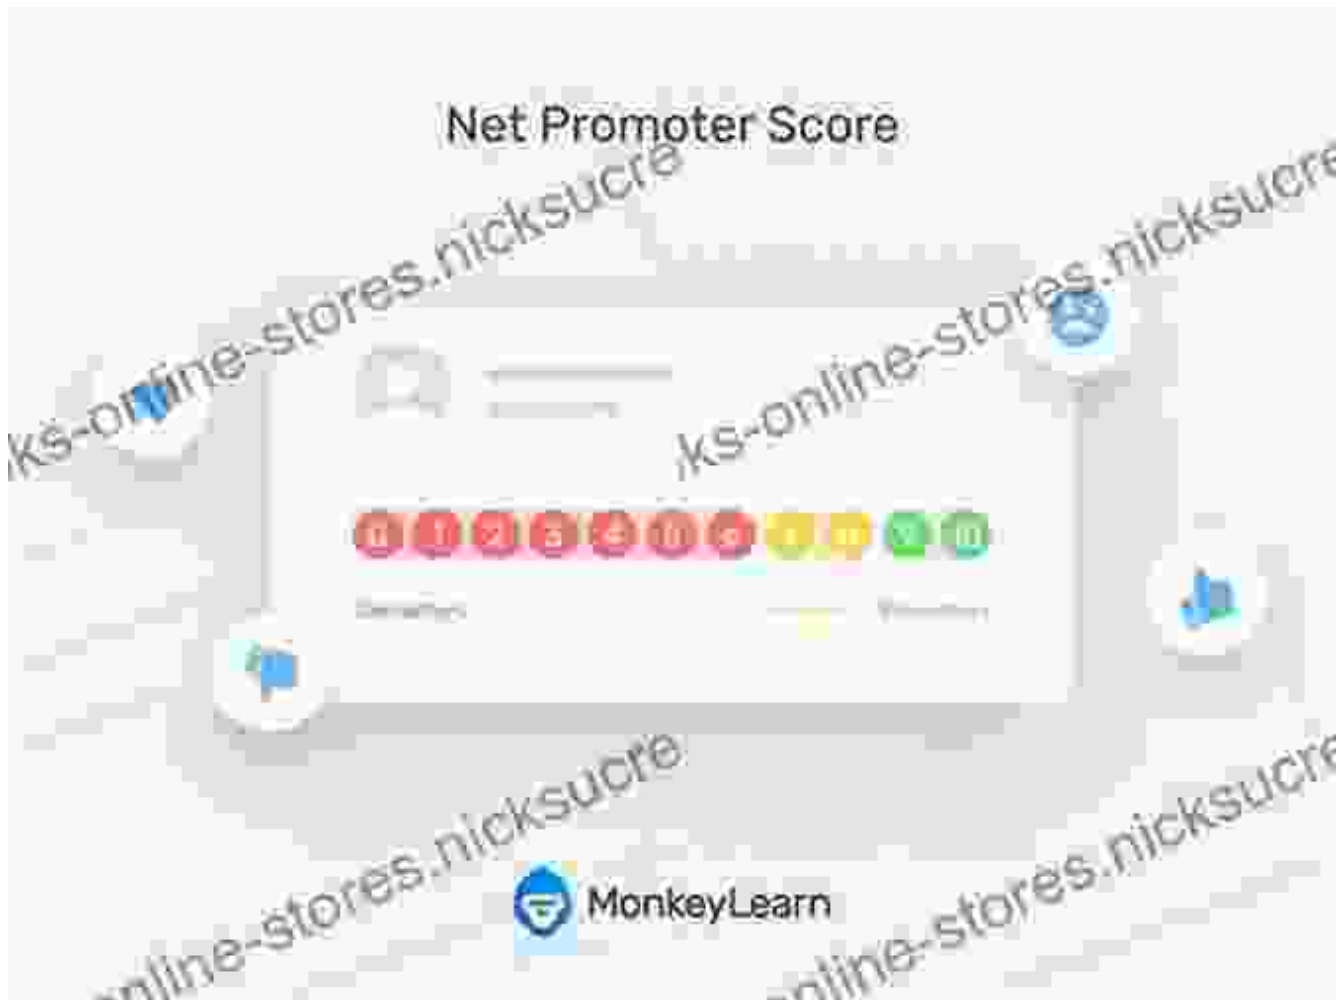 Net Promoter Score
ks-online-stores.nicksucre
ks-online-stores.nicksucre
0 1 2 3 4 5 6 7 8 9 10
online-stores.nicksucre
online-stores.nicksucre
MonkeyLearn